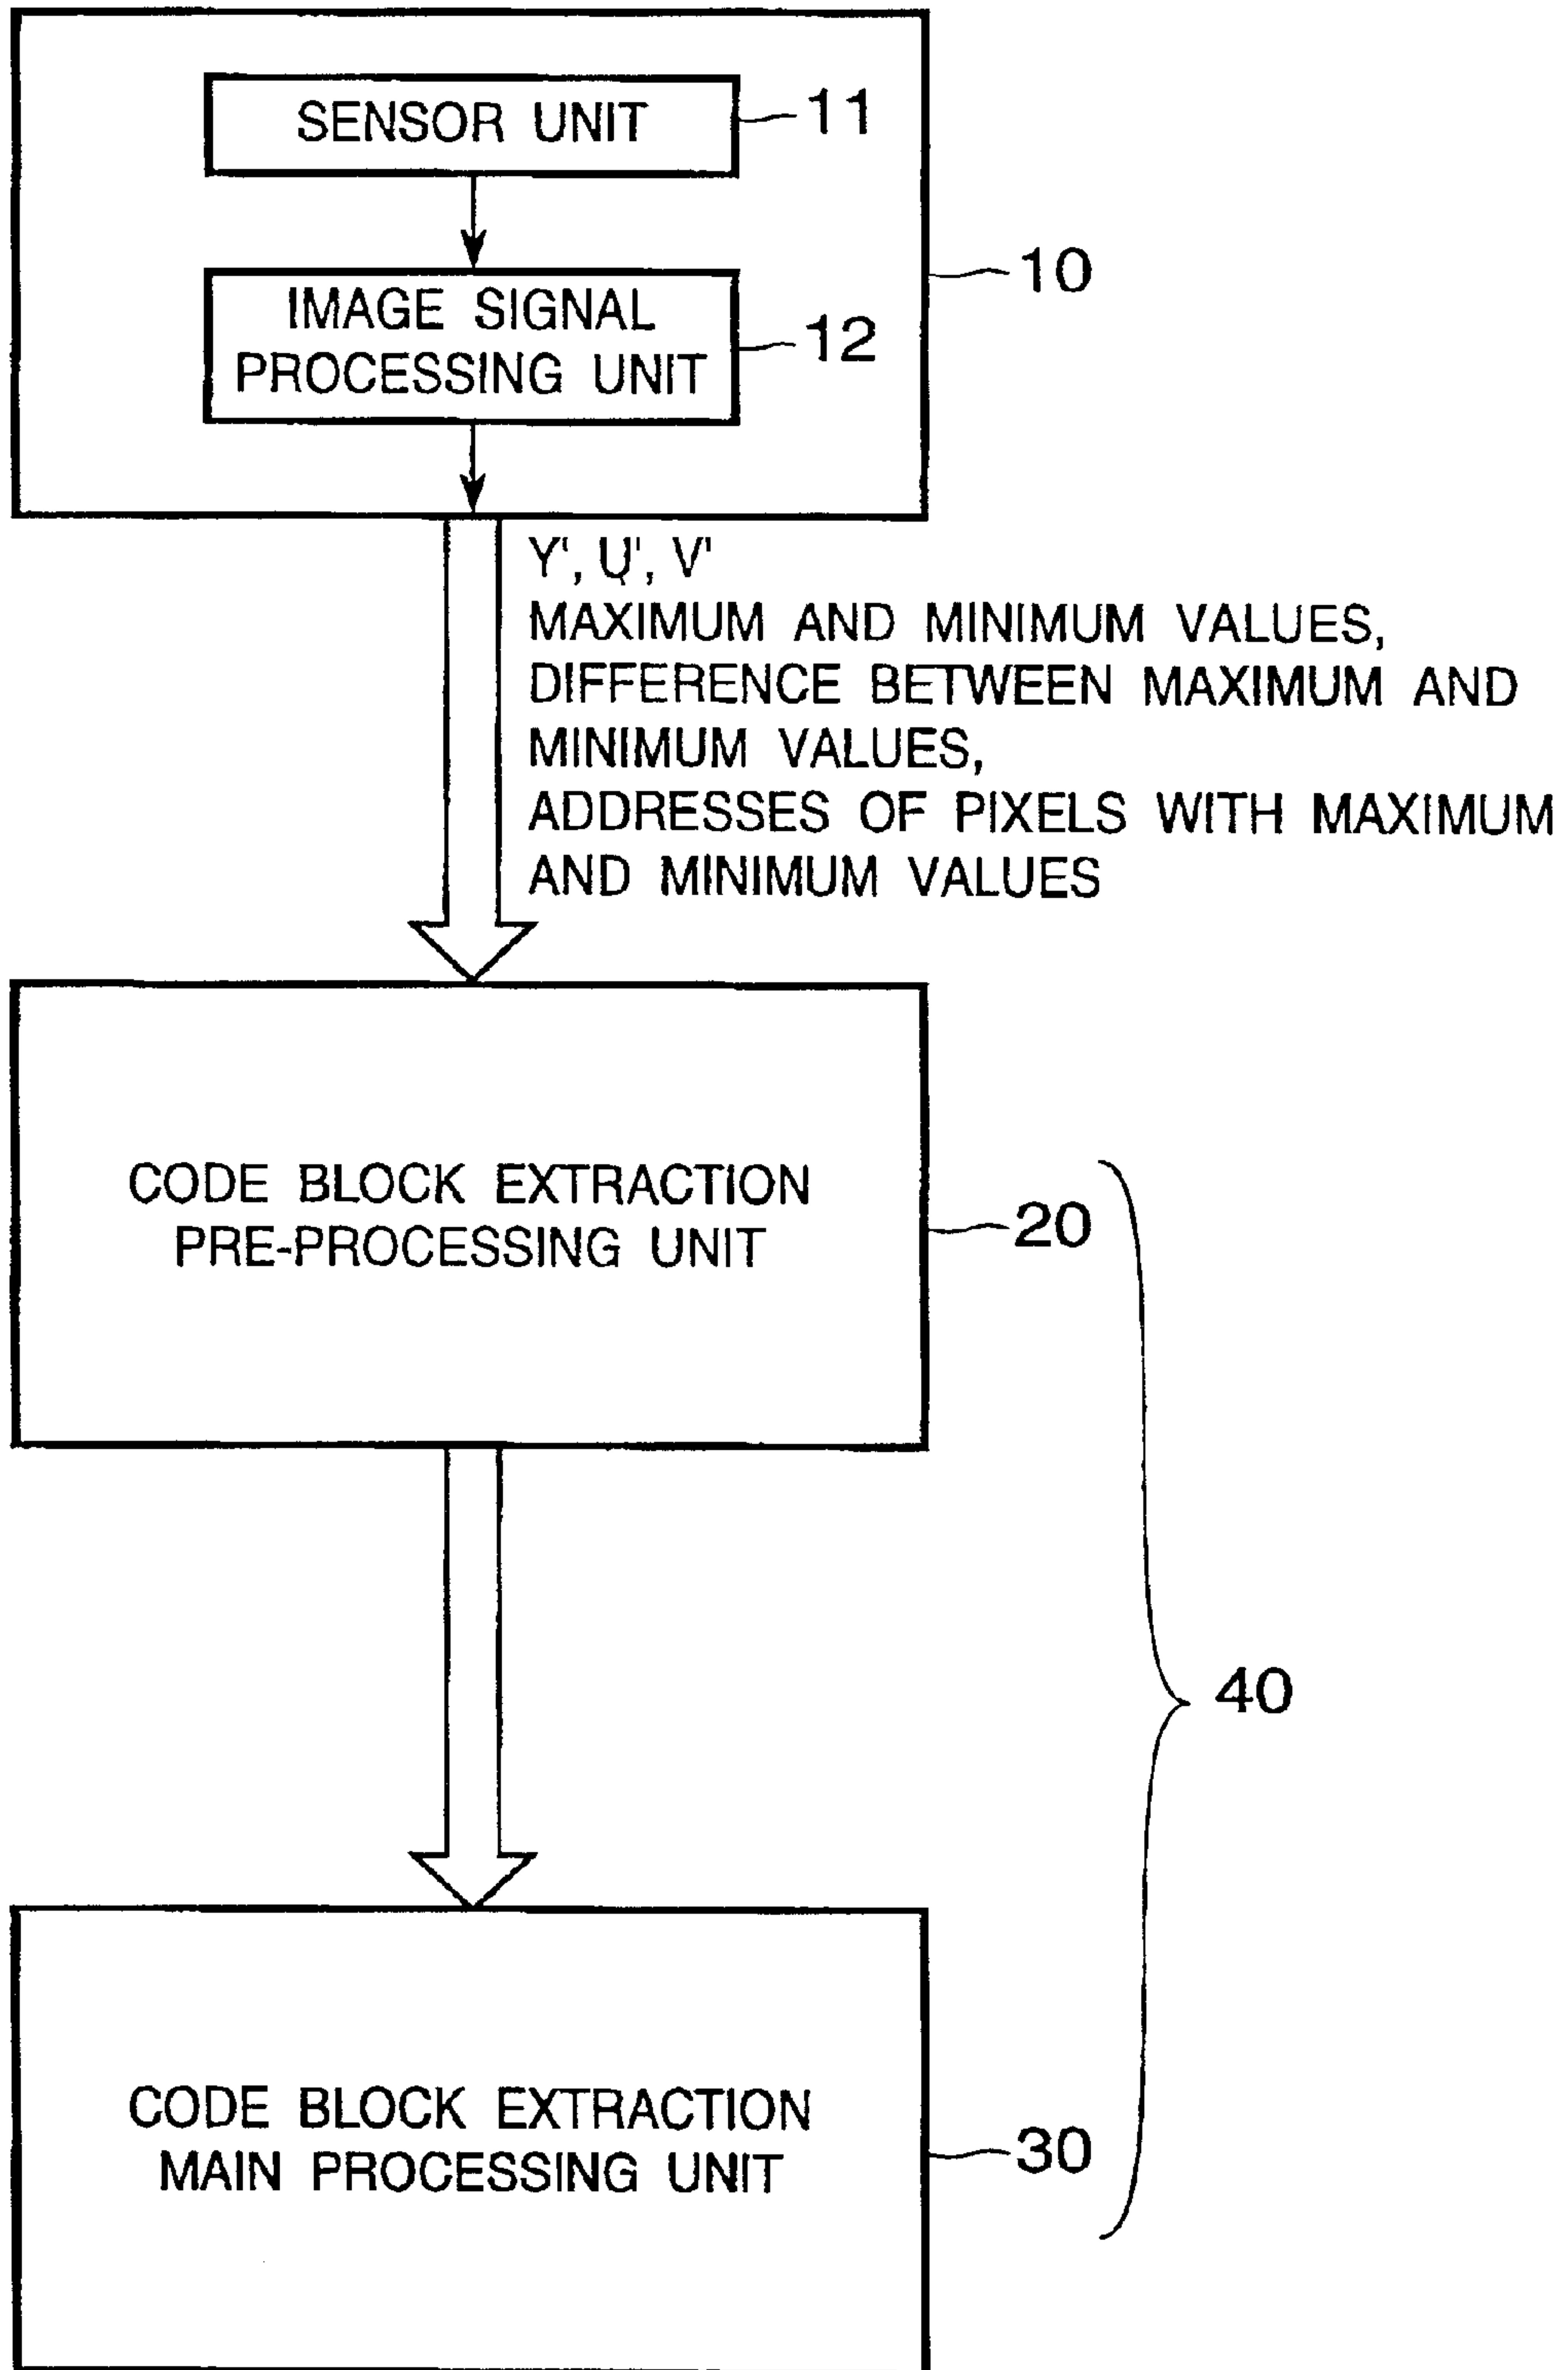 SENSOR UNIT
11
IMAGE SIGNAL
PROCESSING UNIT
12
10
Y', U', V'
MAXIMUM AND MINIMUM VALUES,
DIFFERENCE BETWEEN MAXIMUM AND
MINIMUM VALUES,
ADDRESSES OF PIXELS WITH MAXIMUM
AND MINIMUM VALUES
CODE BLOCK EXTRACTION
PRE-PROCESSING UNIT
20
40
CODE BLOCK EXTRACTION
MAIN PROCESSING UNIT
30